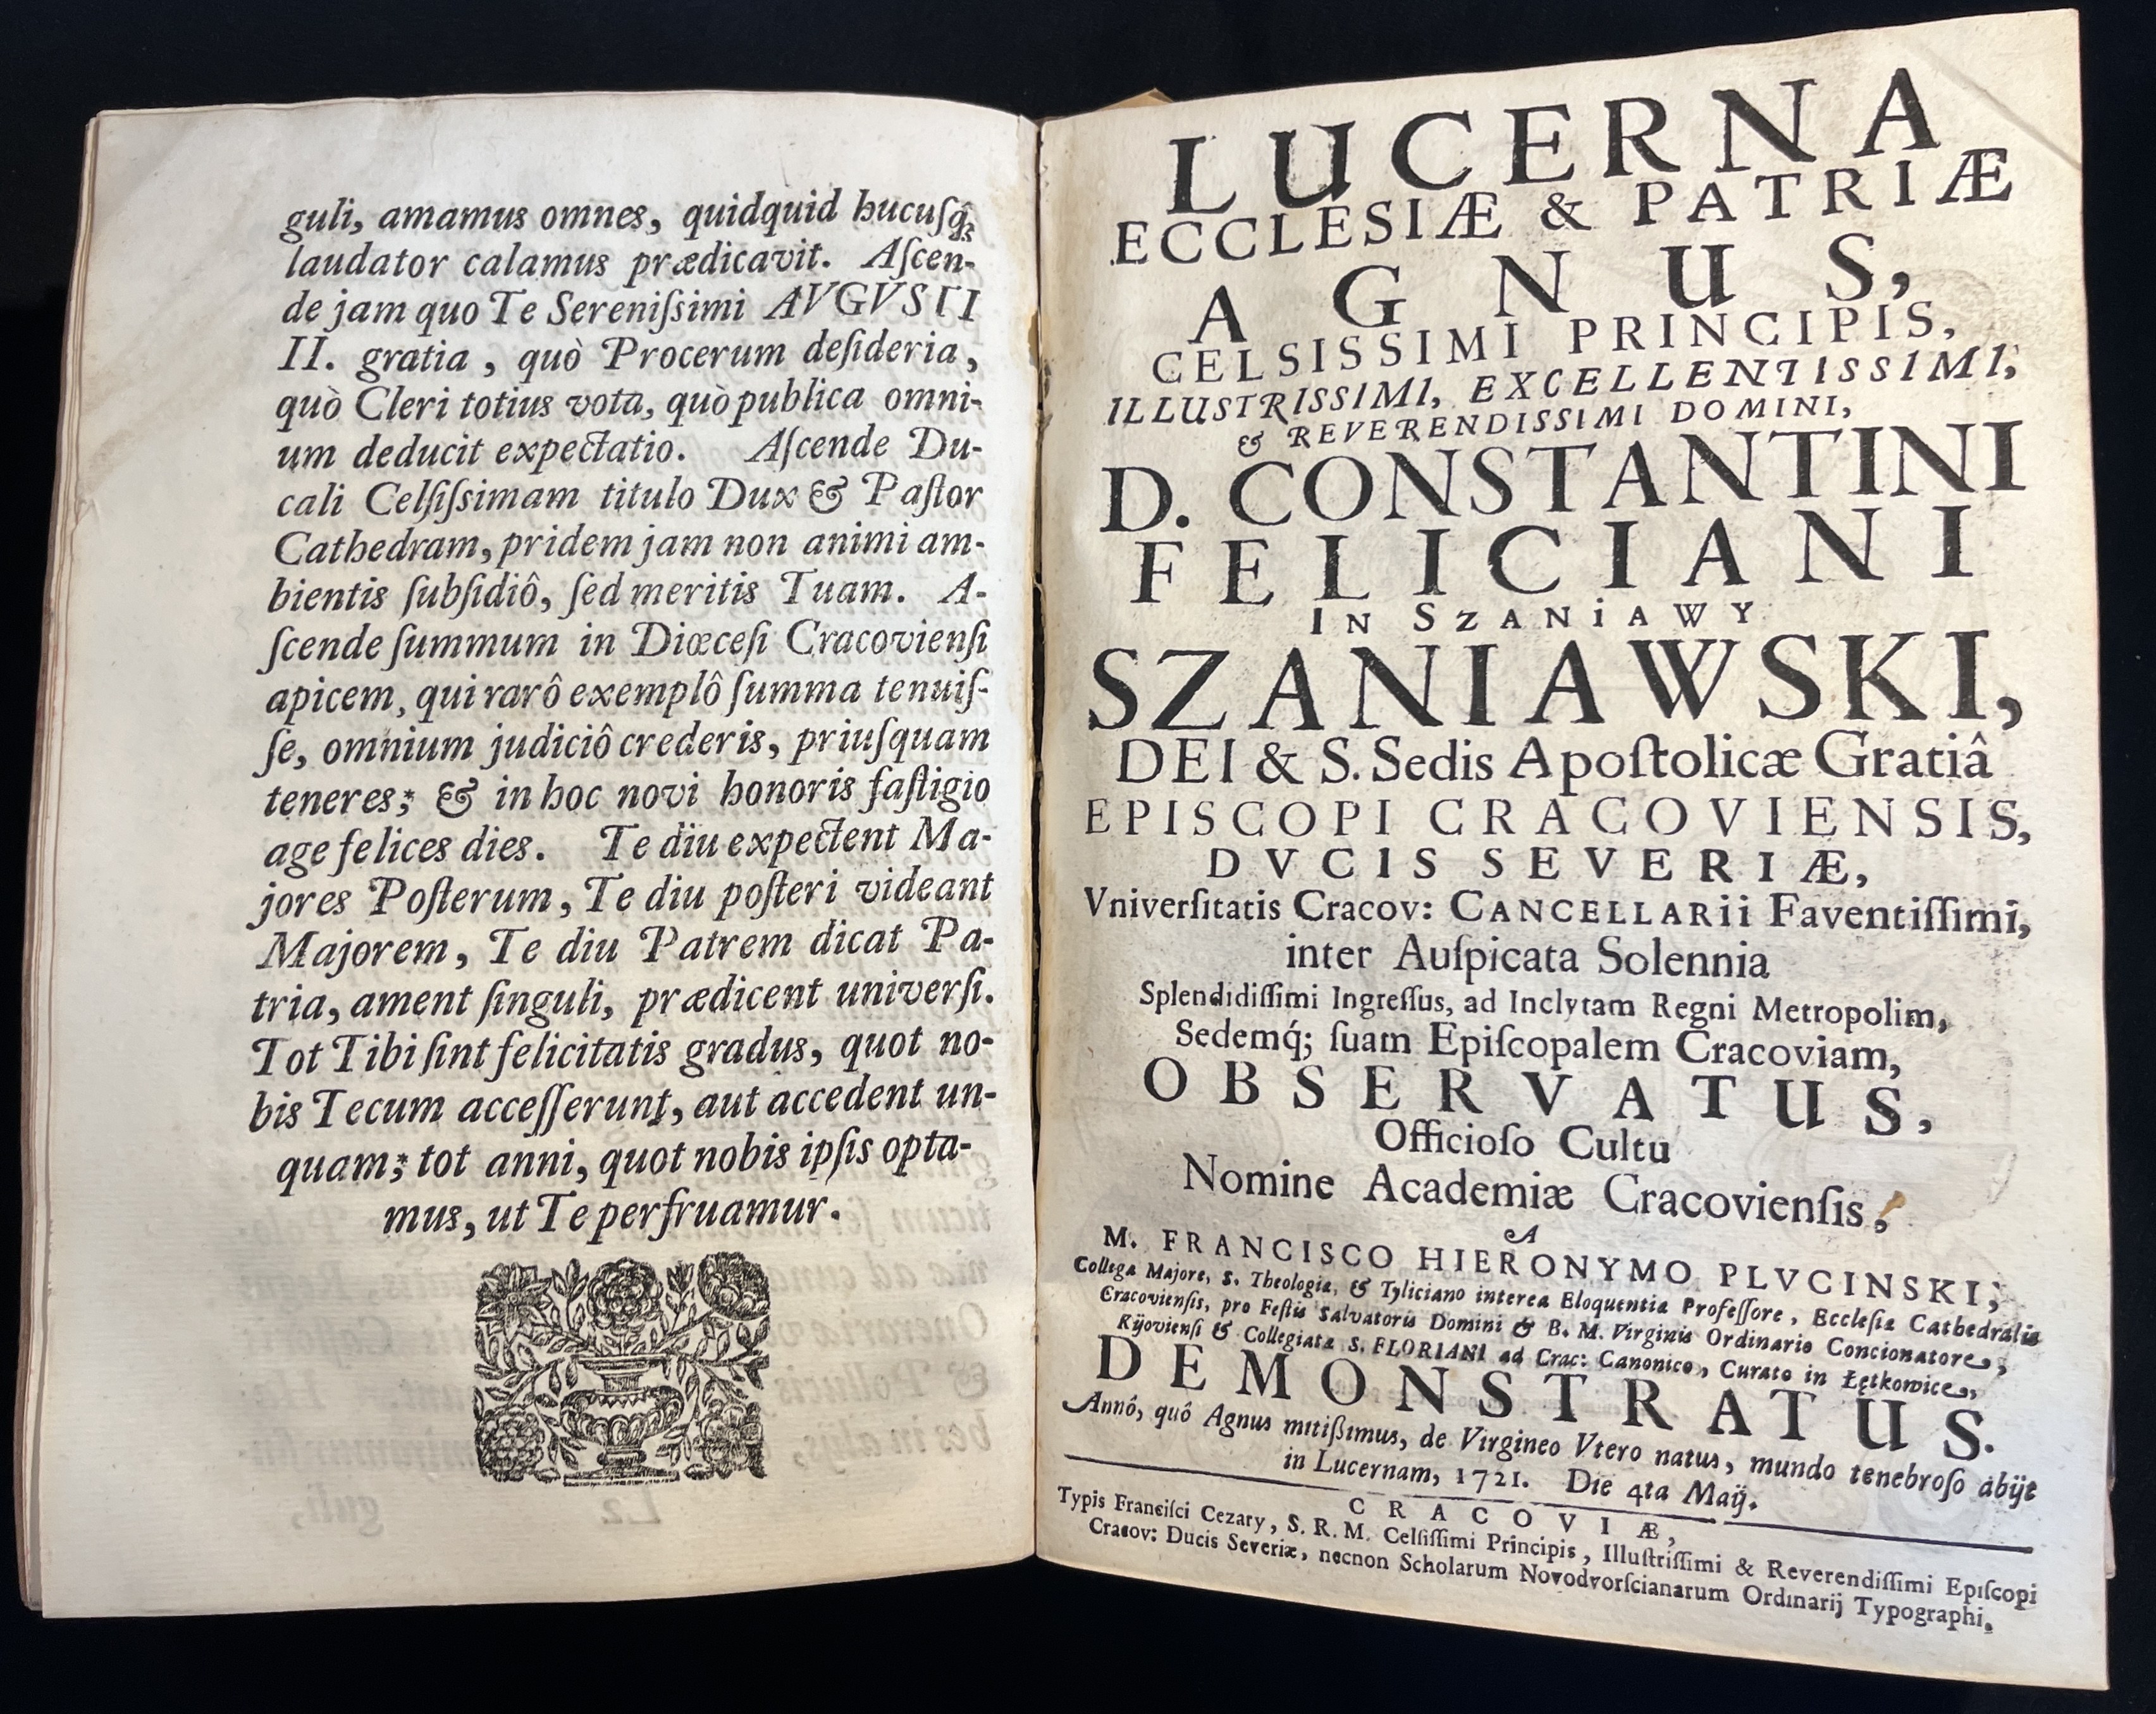 guli, amamus omnes, quidquid hucuſq́;
laudator calamus prædicavit. Aſcen-
de jam quo Te Sereniſsimi AVGVSTI
II. gratia, quò Procerum deſideria,
quò Cleri totius vota, quò publica omni-
um deducit expectatio. Aſcende Du-
cali Celſiſsimam titulo Dux & Paſtor
Cathedram, pridem jam non animi am-
bientis ſubſidiô, ſed meritis Tuam. A-
ſcende ſummum in Diœceſi Cracovienſi
apicem, qui rarô exemplô ſumma tenuiſ-
ſe, omnium judiciô crederis, priuſquam
teneres; & in hoc novi honoris faſtigio
age felices dies. Te diu expectent Ma-
jores Poſterum, Te diu poſteri videant
Majorem, Te diu Patrem dicat Pa-
tria, ament ſinguli, prædicent univerſi.
Tot Tibi ſint felicitatis gradus, quot no-
bis Tecum acceſſerunt, aut accedent un-
quam; tot anni, quot nobis ipſis opta-
mus, ut Te perfruamur.
LUCERNA
ECCLESIÆ & PATRIÆ
AGNUS,
CELSISSIMI PRINCIPIS,
ILLUSTRISSIMI, EXCELLENTISSIMI,
& REVERENDISSIMI DOMINI,
D. CONSTANTINI
FELICIANI
IN SZANiAWY
SZANIAWSKI,
DEI & S. Sedis Apoſtolicæ Gratiâ
EPISCOPI CRACOVIENSIS,
DVCIS SEVERIÆ,
Vniverſitatis Cracov: CANCELLARii Faventiſſimi,
inter Auſpicata Solennia
Splendidiſſimi Ingreſſus, ad Inclytam Regni Metropolim,
Sedemq́; ſuam Epiſcopalem Cracoviam,
OBSERVATUS,
Officioſo Cultu
Nomine Academiæ Cracovienſis,
A
M. FRANCISCO HIERONYMO PLVCINSKI,
Collega Majore, S. Theologiæ, & Tyliciano interea Eloquentiæ Profeſſore, Eccleſiæ Cathedralis
Cracovienſis, pro Feſtis Salvatoris Domini & B. M. Virginis Ordinario Concionatore,
Kijovienſi & Collegiatæ S. FLORIANI ad Crac: Canonico, Curato in Łętkowice,
DEMONSTRATUS.
Annô, quô Agnus mitißimus, de Virgineo Vtero natus, mundo tenebroſo abijt
in Lucernam, 1721. Die 4ta Maij.
CRACOVIÆ,
Typis Franciſci Cezary, S. R. M. Celſiſſimi Principis, Illuſtriſſimi & Reverendiſſimi Epiſcopi
Cracov: Ducis Severiæ, necnon Scholarum Novodvorſcianarum Ordinarij Typographi.